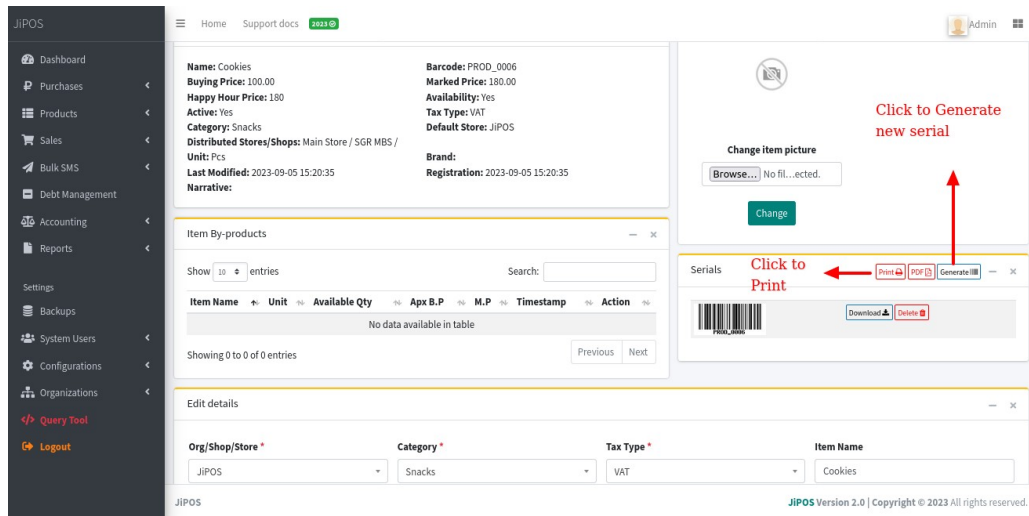 JiPOS
Home Support docs 2023
Admin
Dashboard
Purchases
Products
Sales
Bulk SMS
Debt Management
Accounting
Reports
Settings
Backups
System Users
Configurations
Organizations
</> Query Tool
Logout
Name: Cookies
Buying Price: 100.00
Happy Hour Price: 180
Active: Yes
Category: Snacks
Distributed Stores/Shops: Main Store / SGR MBS /
Unit: Pcs
Last Modified: 2023-09-05 15:20:35
Narrative:
Barcode: PROD_0006
Marked Price: 180.00
Availability: Yes
Tax Type: VAT
Default Store: JiPOS
Brand:
Registration: 2023-09-05 15:20:35
Change item picture
Browse... No fil...ected.
Change
Click to Generate
new serial
Item By-products
Show 10 entries
Search:
Item Name Unit Available Qty Apx B.P M.P Timestamp Action
No data available in table
Showing 0 to 0 of 0 entries
Previous Next
Serials
Click to
Print
Print PDF Generate
PROD_0006
Download Delete
Edit details
Org/Shop/Store * Category * Tax Type * Item Name
JiPOS Snacks VAT Cookies
JiPOS
JiPOS Version 2.0 | Copyright © 2023 All rights reserved.